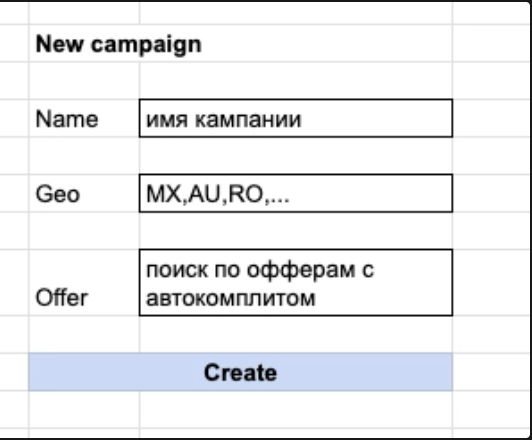 New campaign
Name
имя кампании
Geo
MX,AU,RO,...
поиск по офферам с
Offer
автокомплитом
Create